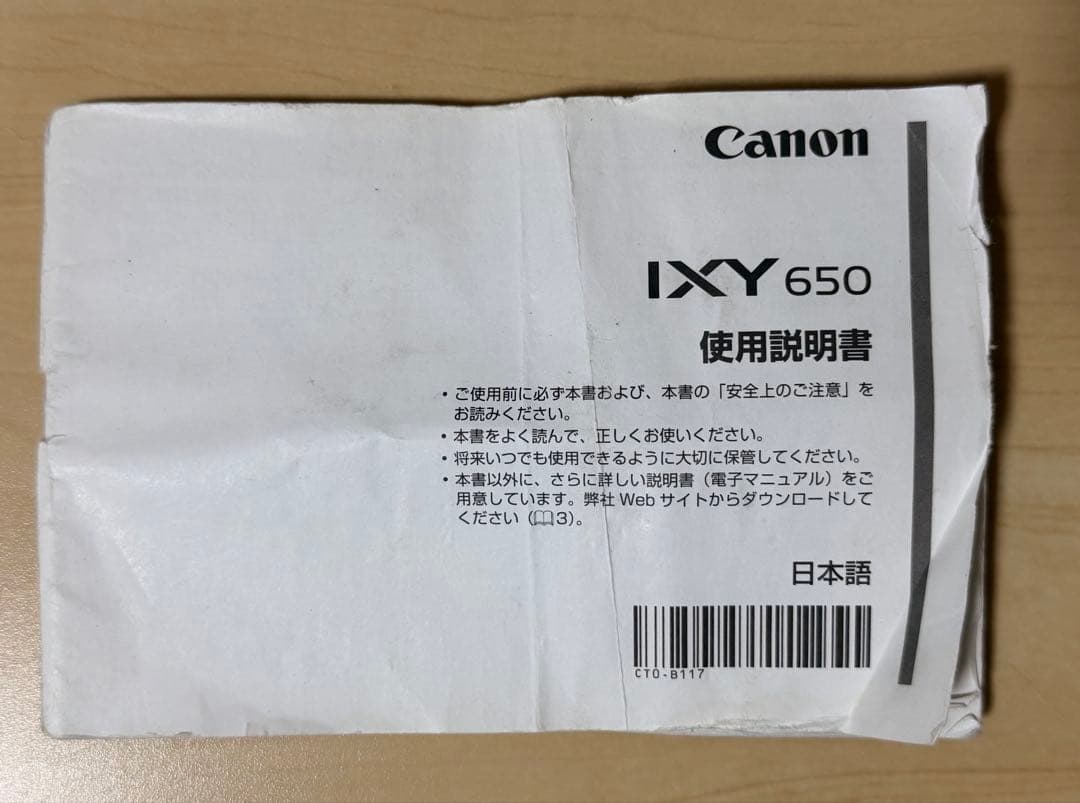 Canon
IXY 650
使用説明書
・ご使用前に必ず本書および、本書の「安全上のご注意」を
お読みください。
・本書をよく読んで、正しくお使いください。
・将来いつでも使用できるように大切に保管してください。
・本書以外に、さらに詳しい説明書（電子マニュアル）をご
用意しています。弊社 Web サイトからダウンロードして
ください（📖3）。
日本語
CT0-B117